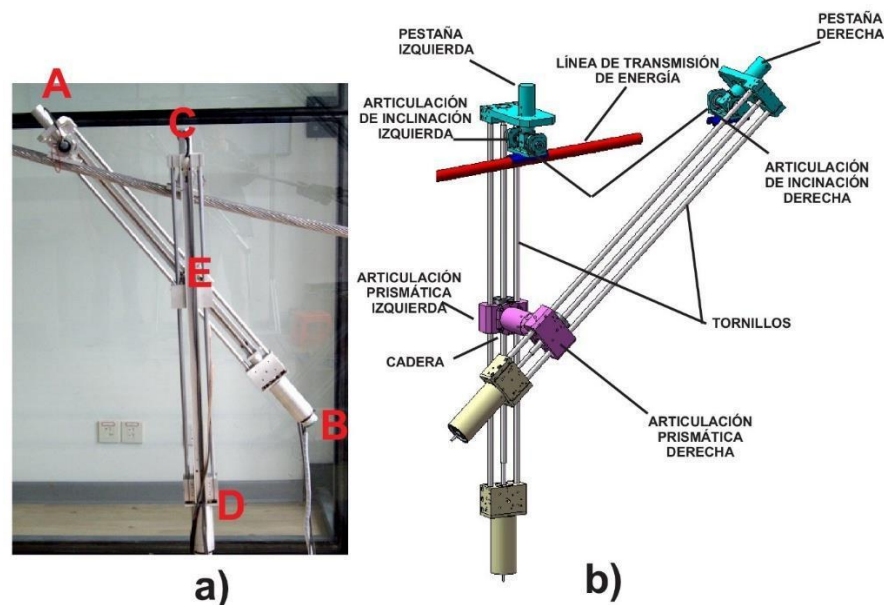 A
C
E
B
D
a)
PESTAÑA
IZQUIERDA
PESTAÑA
DERECHA
LÍNEA DE TRANSMISIÓN
DE ENERGÍA
ARTICULACIÓN
DE INCLINACIÓN
IZQUIERDA
ARTICULACIÓN
DE INCINACIÓN
DERECHA
ARTICULACIÓN
PRISMÁTICA
IZQUIERDA
TORNILLOS
CADERA
ARTICULACIÓN
PRISMÁTICA
DERECHA
b)